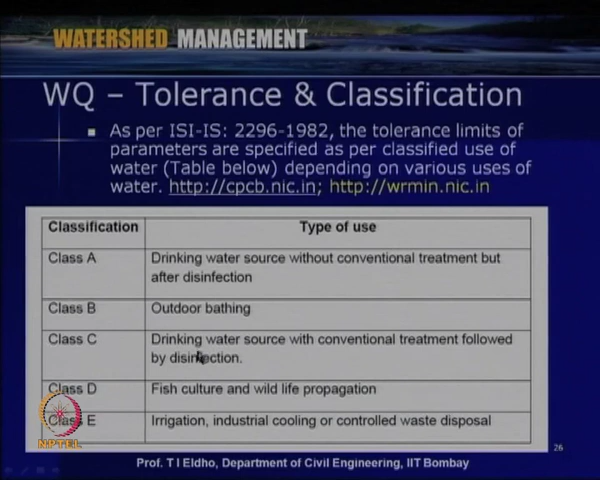 WATERSHED MANAGEMENT
WQ – Tolerance & Classification
As per ISI-IS: 2296-1982, the tolerance limits of
parameters are specified as per classified use of
water (Table below) depending on various uses of
water. http://cpcb.nic.in; http://wrmin.nic.in
Classification Type of use
Class A Drinking water source without conventional treatment but
after disinfection
Class B Outdoor bathing
Class C Drinking water source with conventional treatment followed
by disinfection.
Class D Fish culture and wild life propagation
Class E Irrigation, industrial cooling or controlled waste disposal
NPTEL
26
Prof. T I Eldho, Department of Civil Engineering, IIT Bombay